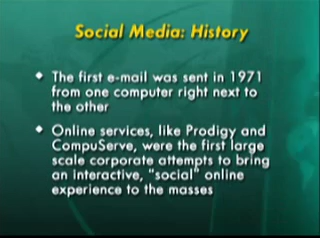 Social Media: History
The first e-mail was sent in 1971
from one computer right next to
the other
Online services, like Prodigy and
CompuServe, were the first large
scale corporate attempts to bring
an interactive, "social" online
experience to the masses